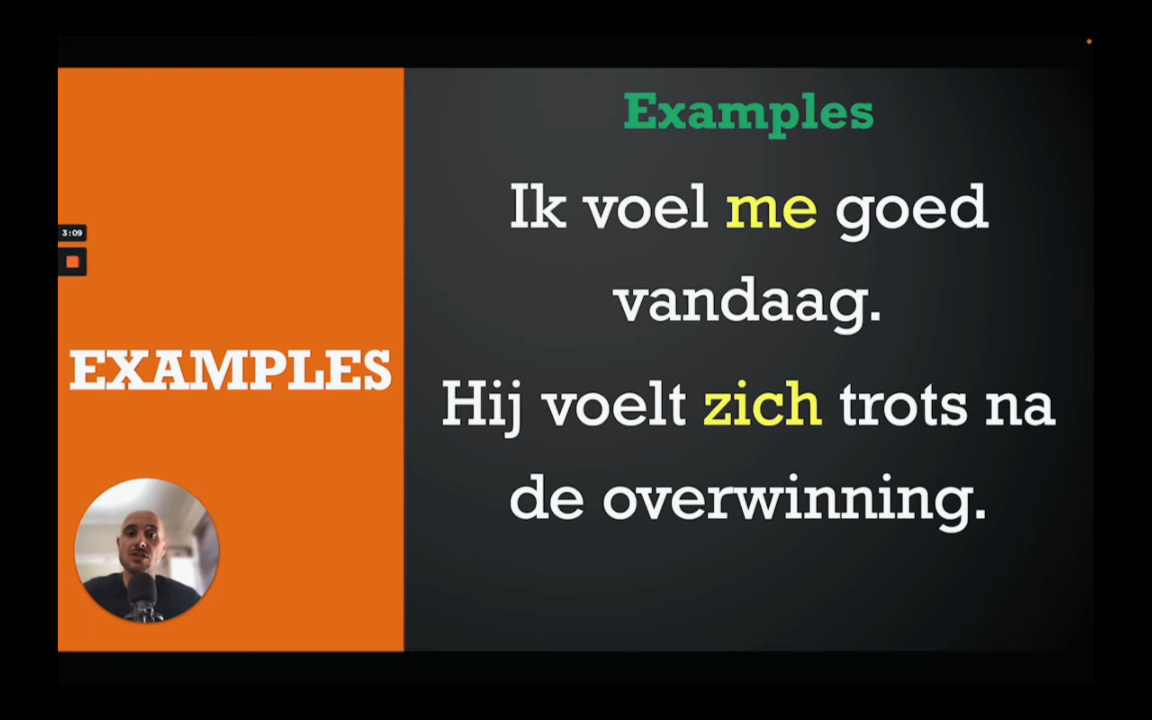 Examples
Ik voel me goed
vandaag.
3:09
EXAMPLES
Hij voelt zich trots na
de overwinning.